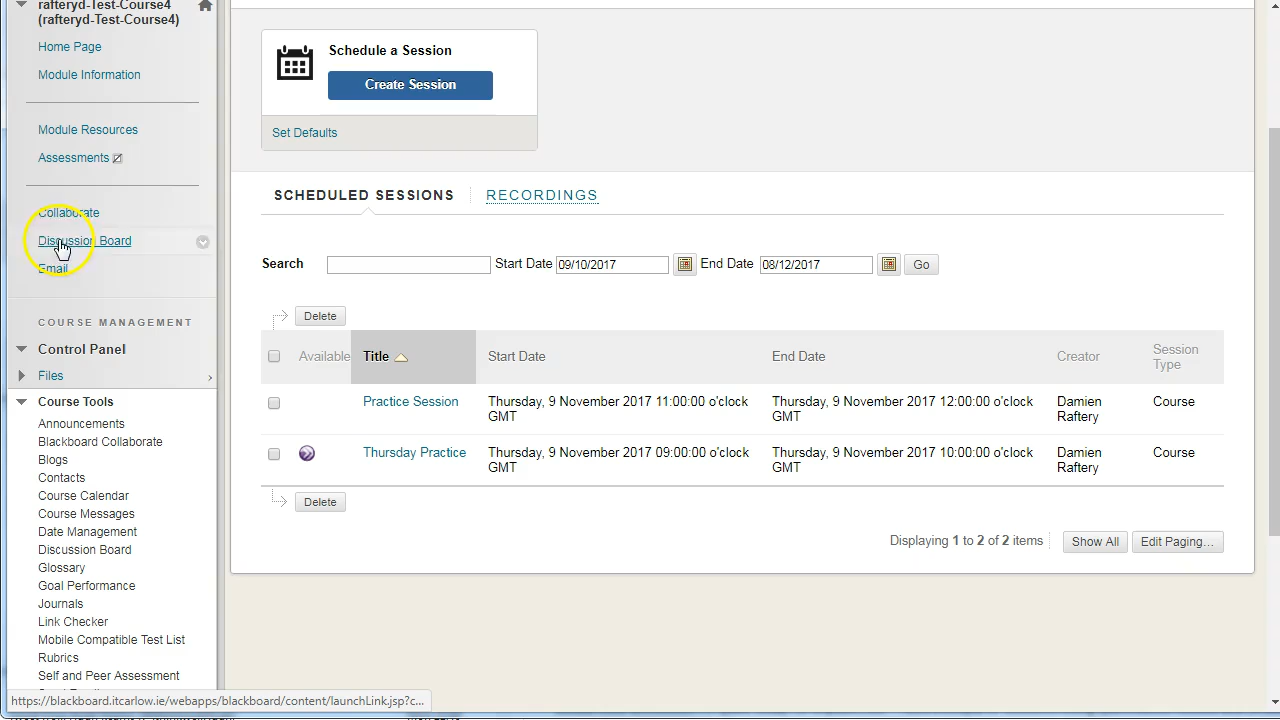 rafteryd-Test-Course4
(rafteryd-Test-Course4)
Home Page
Module Information
Module Resources
Assessments
Collaborate
Discussion Board
Email
COURSE MANAGEMENT
Control Panel
Files
Course Tools
Announcements
Blackboard Collaborate
Blogs
Contacts
Course Calendar
Course Messages
Date Management
Discussion Board
Glossary
Goal Performance
Journals
Link Checker
Mobile Compatible Test List
Rubrics
Self and Peer Assessment
https://blackboard.itcarlow.ie/webapps/blackboard/content/launchLink.jsp?c...
Schedule a Session
Create Session
Set Defaults
SCHEDULED SESSIONS
RECORDINGS
Search Start Date 09/10/2017 End Date 08/12/2017 Go
Delete
Available Title Start Date End Date Creator Session
Type
Practice Session Thursday, 9 November 2017 11:00:00 o'clock Thursday, 9 November 2017 12:00:00 o'clock Damien Course
GMT GMT Raftery
Thursday Practice Thursday, 9 November 2017 09:00:00 o'clock Thursday, 9 November 2017 10:00:00 o'clock Damien Course
GMT GMT Raftery
Delete
Displaying 1 to 2 of 2 items Show All Edit Paging...